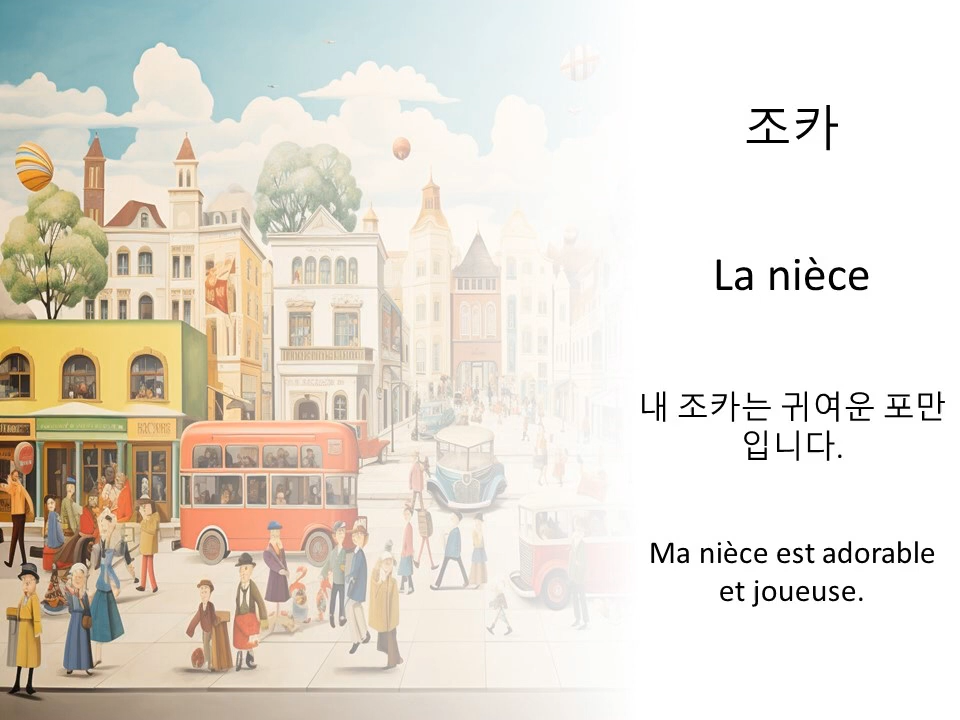 조카
La nièce
내 조카는 귀여운 포만
입니다.
Ma nièce est adorable
et joueuse.